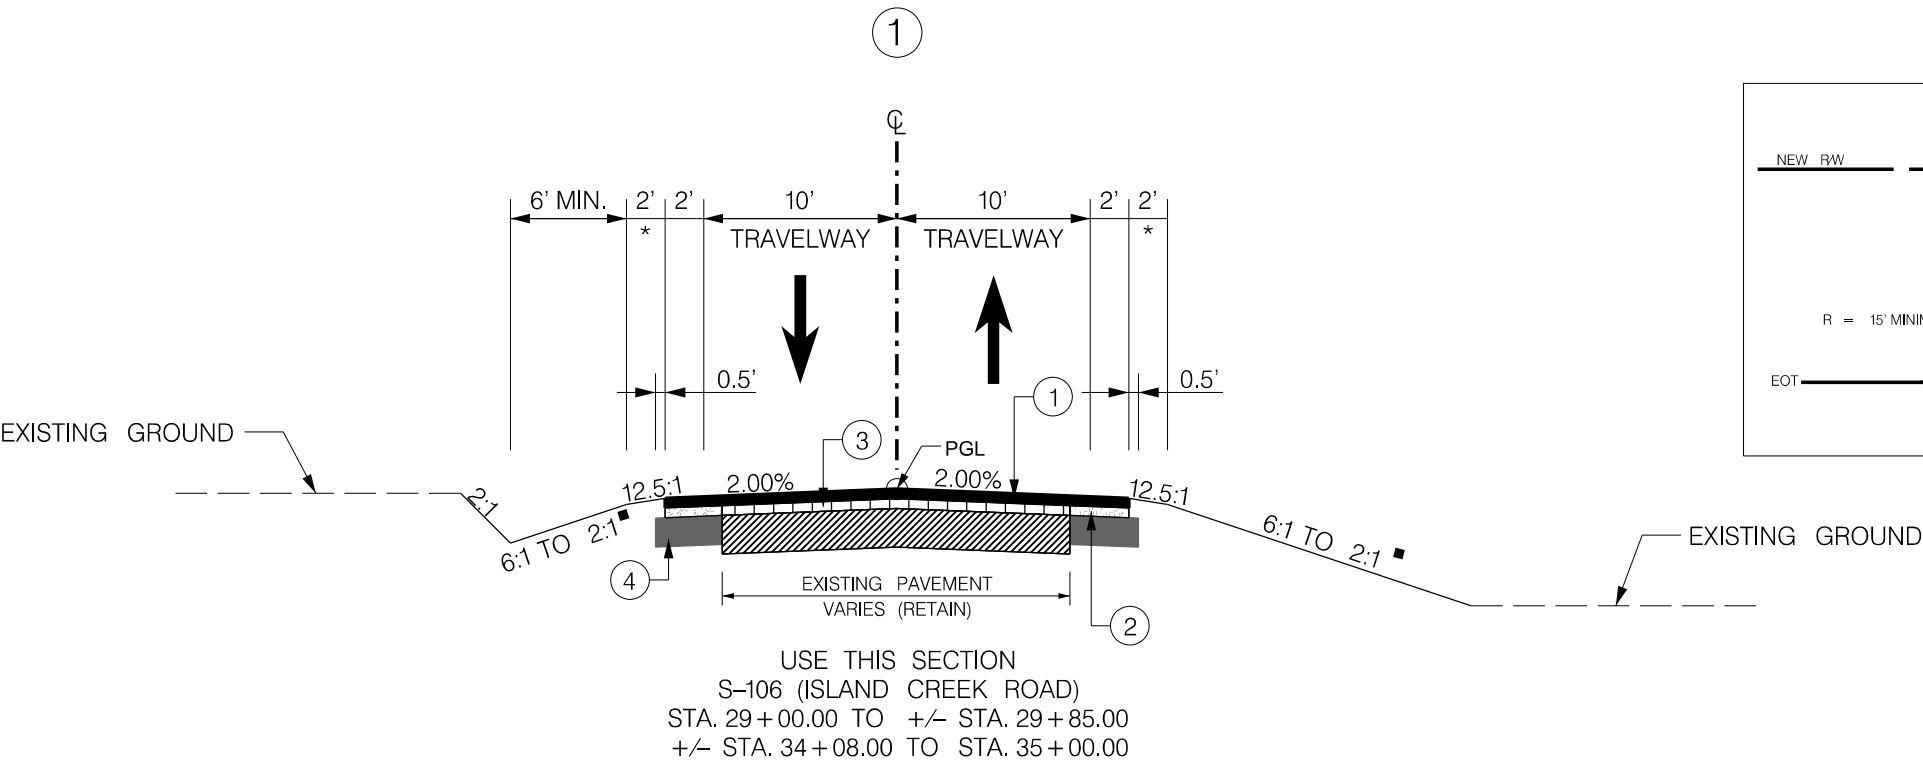 1
℄
6' MIN. 2' 2' 10' 10' 2' 2'
* TRAVELWAY TRAVELWAY *
0.5' 0.5'
1
EXISTING GROUND
3
PGL
2:1
12.5:1 2.00% 2.00% 12.5:1
6:1 TO 2:1■
6:1 TO 2:1 ■
EXISTING GROUND
4
EXISTING PAVEMENT
VARIES (RETAIN)
2
USE THIS SECTION
S-106 (ISLAND CREEK ROAD)
STA. 29+00.00 TO +/- STA. 29+85.00
+/- STA. 34+08.00 TO STA. 35+00.00
NEW R/W
R = 15' MINI
EOT